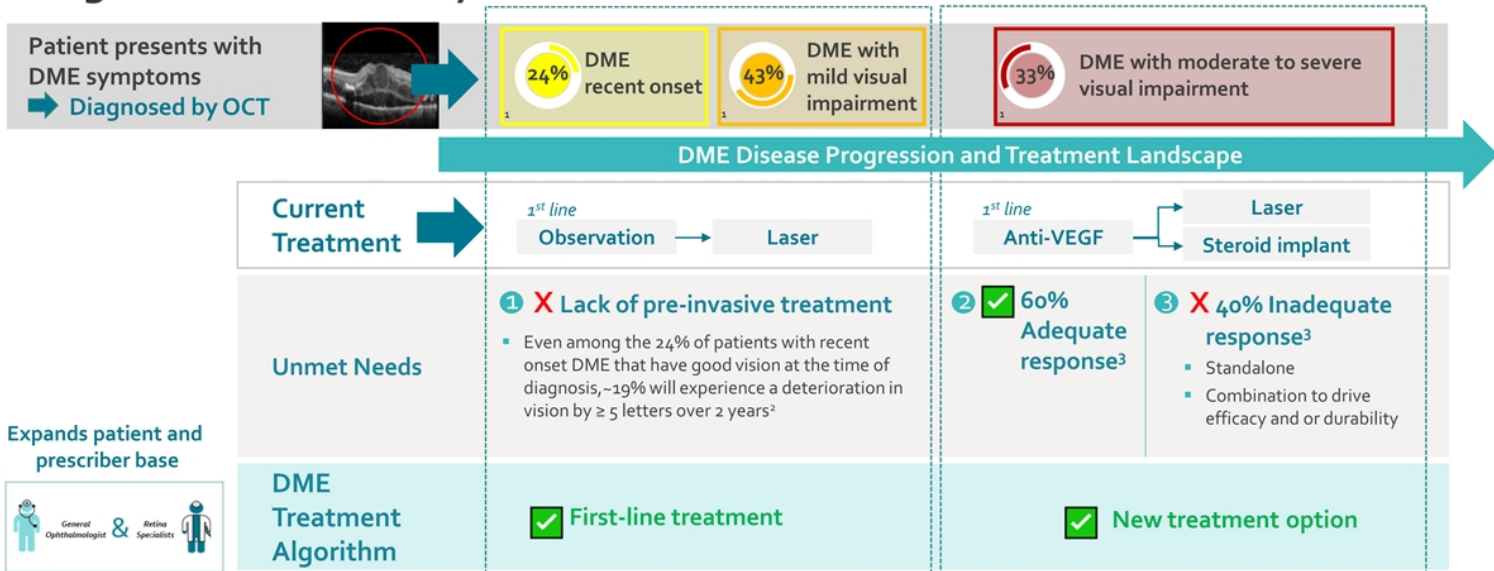 Patient presents with
DME symptoms
Diagnosed by OCT
24%
DME
recent onset
1
43%
DME with
mild visual
impairment
1
33%
DME with moderate to severe
visual impairment
1
DME Disease Progression and Treatment Landscape
Current
Treatment
1st line
Observation
Laser
1st line
Anti-VEGF
Laser
Steroid implant
Unmet Needs
1 X Lack of pre-invasive treatment
▪ Even among the 24% of patients with recent
onset DME that have good vision at the time of
diagnosis,~19% will experience a deterioration in
vision by ≥ 5 letters over 2 years²
2 60%
Adequate
response³
3 X 40% Inadequate
response³
▪ Standalone
▪ Combination to drive
efficacy and or durability
Expands patient and
prescriber base
General
Ophthalmologist
&
Retina
Specialists
DME
Treatment
Algorithm
First-line treatment
New treatment option